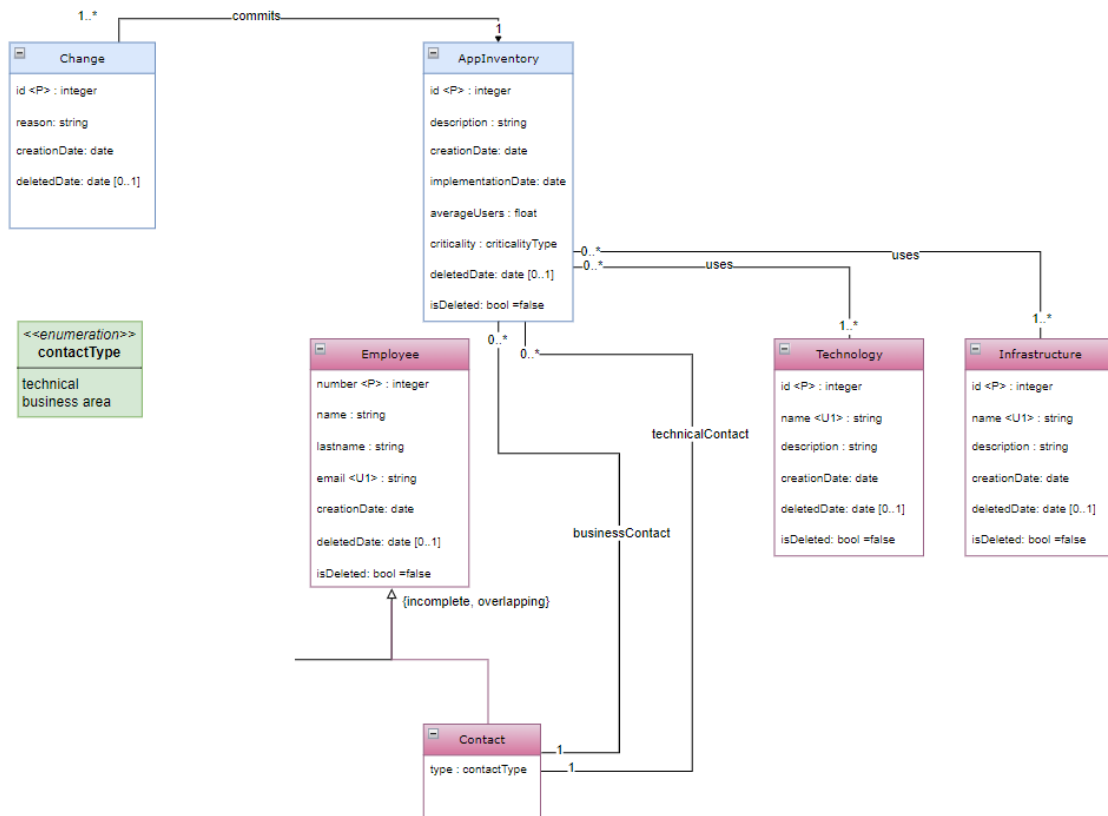 1..*
commits
1
Change
id <P> : integer
reason: string
creationDate: date
deletedDate: date [0..1]
AppInventory
id <P> : integer
description : string
creationDate: date
implementationDate: date
averageUsers : float
criticality : criticalityType
deletedDate: date [0..1]
isDeleted: bool =false
0..*
uses
0..*
uses
1..*
1..*
0..*
0..*
<<enumeration>>
contactType
technical
business area
Employee
number <P> : integer
name : string
lastname : string
email <U1> : string
creationDate: date
deletedDate: date [0..1]
isDeleted: bool =false
{incomplete, overlapping}
technicalContact
businessContact
Technology
id <P> : integer
name <U1> : string
description : string
creationDate: date
deletedDate: date [0..1]
isDeleted: bool =false
Infrastructure
id <P> : integer
name <U1> : string
description : string
creationDate: date
deletedDate: date [0..1]
isDeleted: bool =false
Contact
type : contactType
1
1